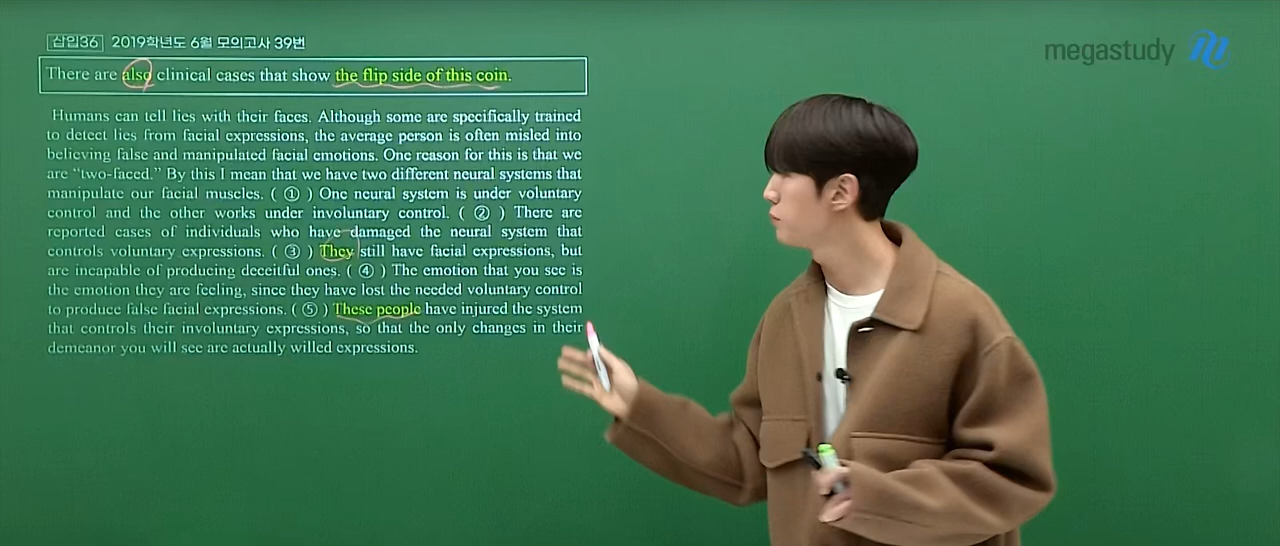 삽입36 2019학년도 6월 모의고사 39번
megastudy
There are also clinical cases that show the flip side of this coin.
Humans can tell lies with their faces. Although some are specifically trained
to detect lies from facial expressions, the average person is often misled into
believing false and manipulated facial emotions. One reason for this is that we
are “two-faced.” By this I mean that we have two different neural systems that
manipulate our facial muscles. ( ① ) One neural system is under voluntary
control and the other works under involuntary control. ( ② ) There are
reported cases of individuals who have damaged the neural system that
controls voluntary expressions. ( ③ ) They still have facial expressions, but
are incapable of producing deceitful ones. ( ④ ) The emotion that you see is
the emotion they are feeling, since they have lost the needed voluntary control
to produce false facial expressions. ( ⑤ ) These people have injured the system
that controls their involuntary expressions, so that the only changes in their
demeanor you will see are actually willed expressions.